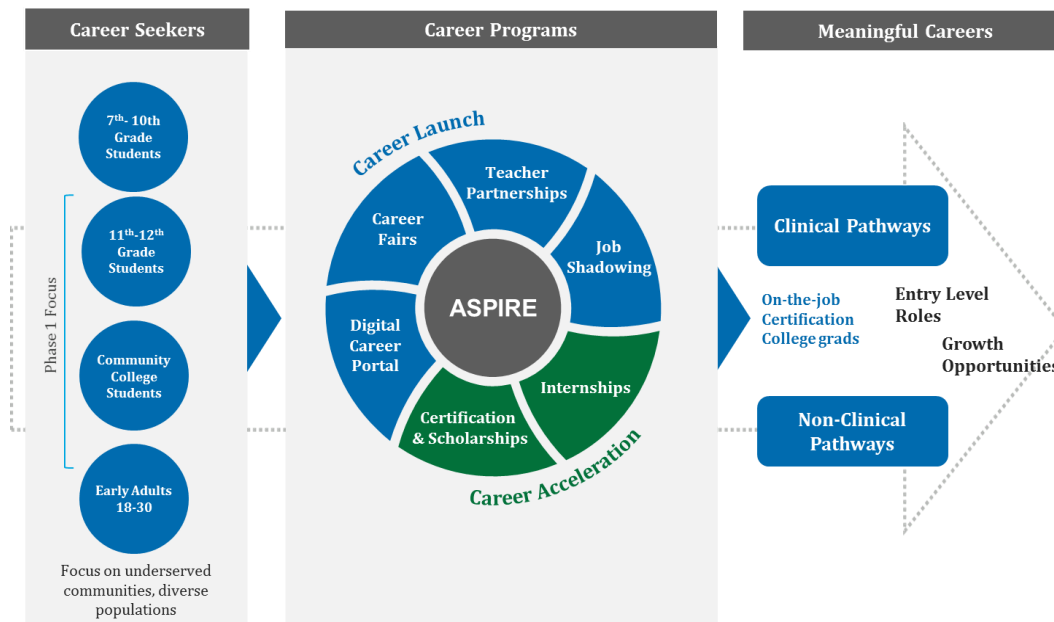 Career Seekers
7th- 10th
Grade
Students
11th-12th
Grade
Students
Phase 1 Focus
Community
College
Students
Early Adults
18-30
Focus on underserved
communities, diverse
populations
Career Programs
Career Launch
Teacher
Partnerships
Career
Fairs
Job
Shadowing
ASPIRE
Digital
Career
Portal
Internships
Certification
& Scholarships
Career Acceleration
Meaningful Careers
Clinical Pathways
On-the-job
Certification
College grads
Entry Level
Roles
Growth
Opportunities
Non-Clinical
Pathways